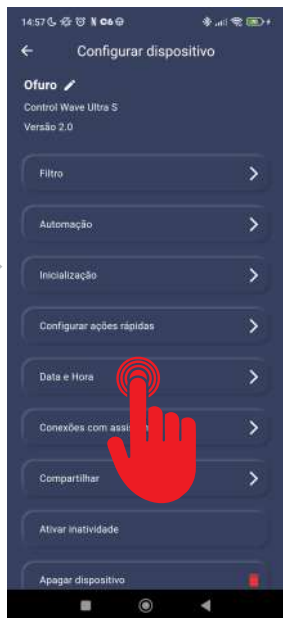 14:57
Configurar dispositivo
Ofuro
Control Wave Ultra S
Versão 2.0
Filtro
Automação
Inicialização
Configurar ações rápidas
Data e Hora
Conexões com
Compartilhar
Ativar inatividade
Apagar dispositivo